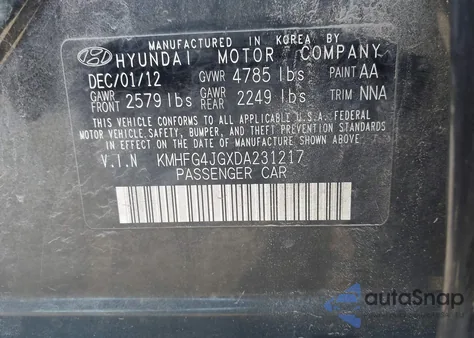 MANUFACTURED IN KOREA BY
HYUNDAI MOTOR COMPANY
DEC/01/12 GVWR 4785 lbs PAINT AA
GAWR FRONT 2579 lbs GAWR REAR 2249 lbs TRIM NNA
THIS VEHICLE CONFORMS TO ALL APPLICABLE FEDERAL
MOTOR VEHICLE, SAFETY, BUMPER, AND THEFT PREVENTION
STANDARDS IN EFFECT ON THE DATE OF MANUFACTURE
SHOWN ABOVE.
V.I.N KMHFG4JGXDA231217
PASSENGER CAR
autoSnap